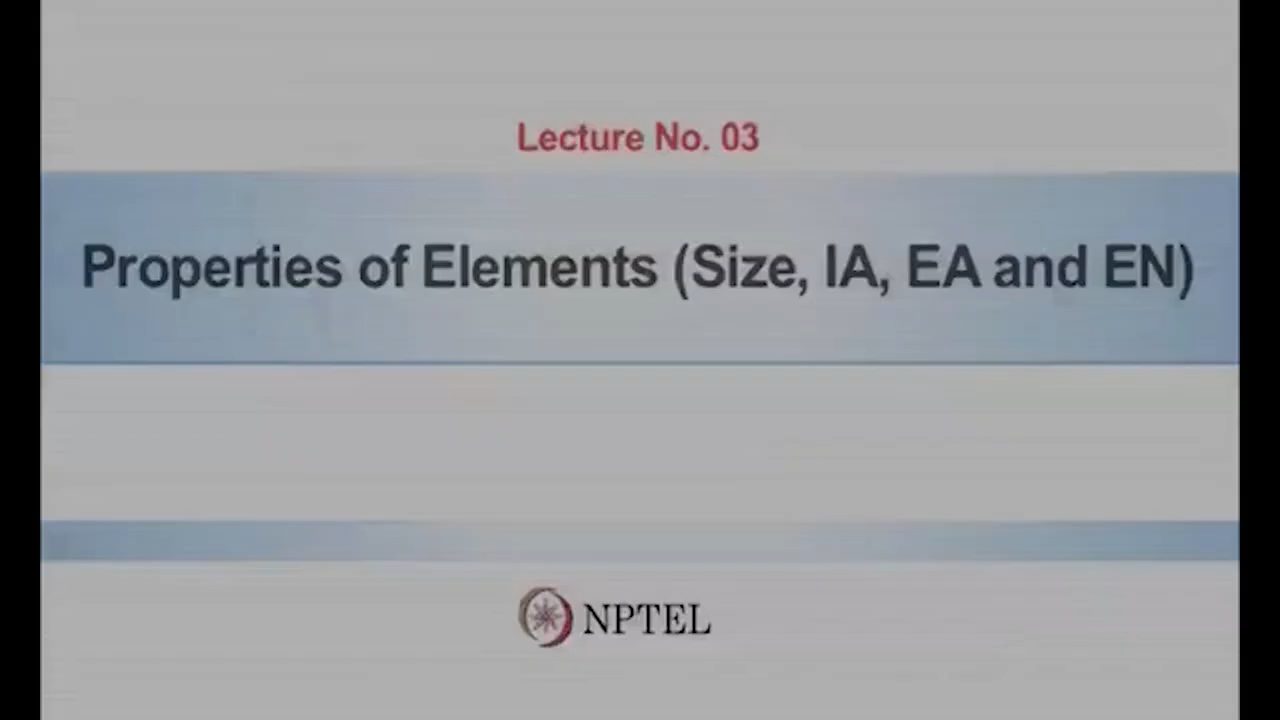 Lecture No. 03
Properties of Elements (Size, IA, EA and EN)
NPTEL